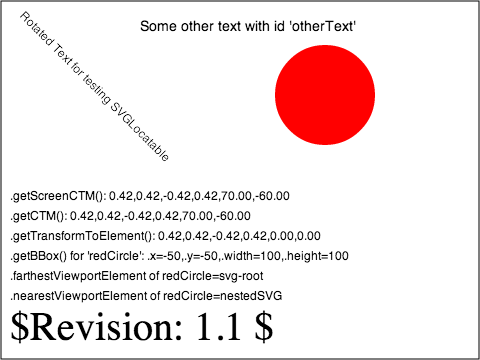 Some other text with id 'otherText'
Rotated Text for testing SVGLocatable
.getScreenCTM(): 0.42,0.42,-0.42,0.42,70.00,-60.00
.getCTM(): 0.42,0.42,-0.42,0.42,70.00,-60.00
.getTransformToElement(): 0.42,0.42,-0.42,0.42,0.00,0.00
.getBBox() for 'redCircle': .x=-50,.y=-50,.width=100,.height=100
.farthestViewportElement of redCircle=svg-root
.nearestViewportElement of redCircle=nestedSVG
$Revision: 1.1 $